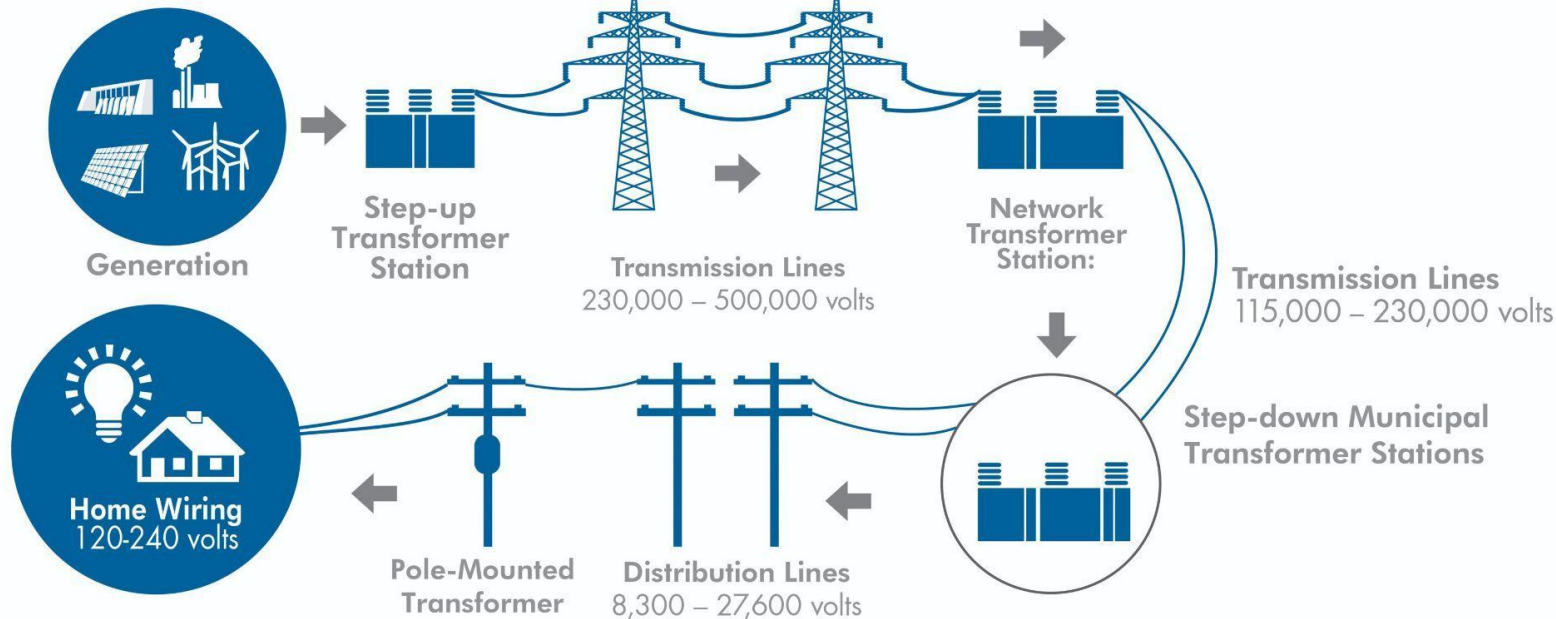 Generation
Step-up
Transformer
Station
Transmission Lines
230,000 – 500,000 volts
Network
Transformer
Station:
Transmission Lines
115,000 – 230,000 volts
Step-down Municipal
Transformer Stations
Distribution Lines
8,300 – 27,600 volts
Pole-Mounted
Transformer
Home Wiring
120-240 volts